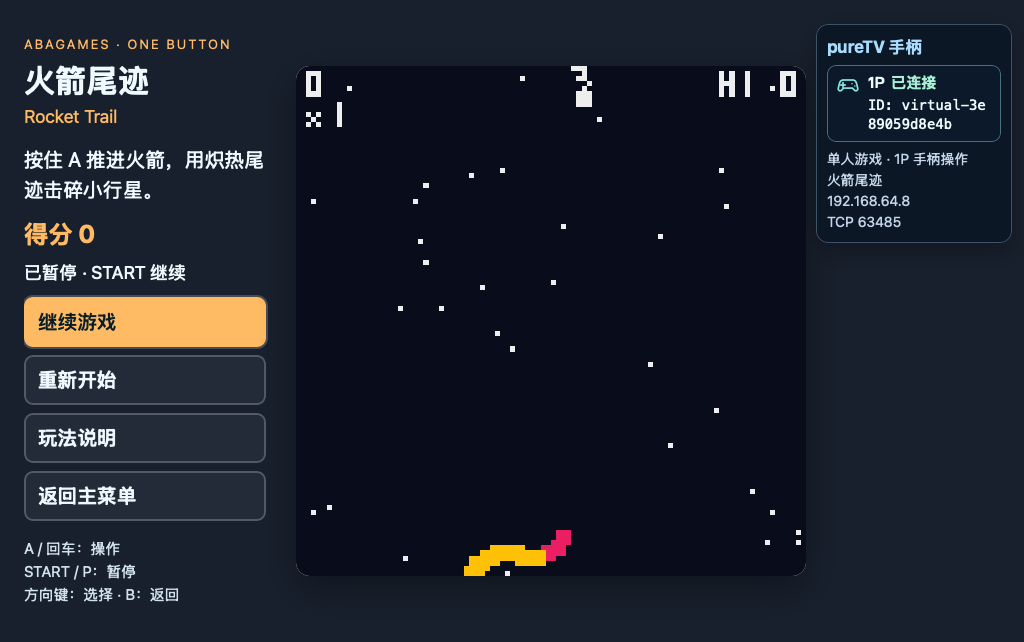 ABAGAMES · ONE BUTTON
火箭尾迹
Rocket Trail
按住 A 推进火箭，用炽热尾
迹击碎小行星。
得分 0
已暂停 · START 继续
继续游戏
重新开始
玩法说明
返回主菜单
A / 回车：操作
START / P：暂停
方向键：选择 · B：返回
0
HI 0
x1
pureTV 手柄
1P 已连接
ID: virtual-3e
89059d8e4b
单人游戏 · 1P 手柄操作
火箭尾迹
192.168.64.8
TCP 63485